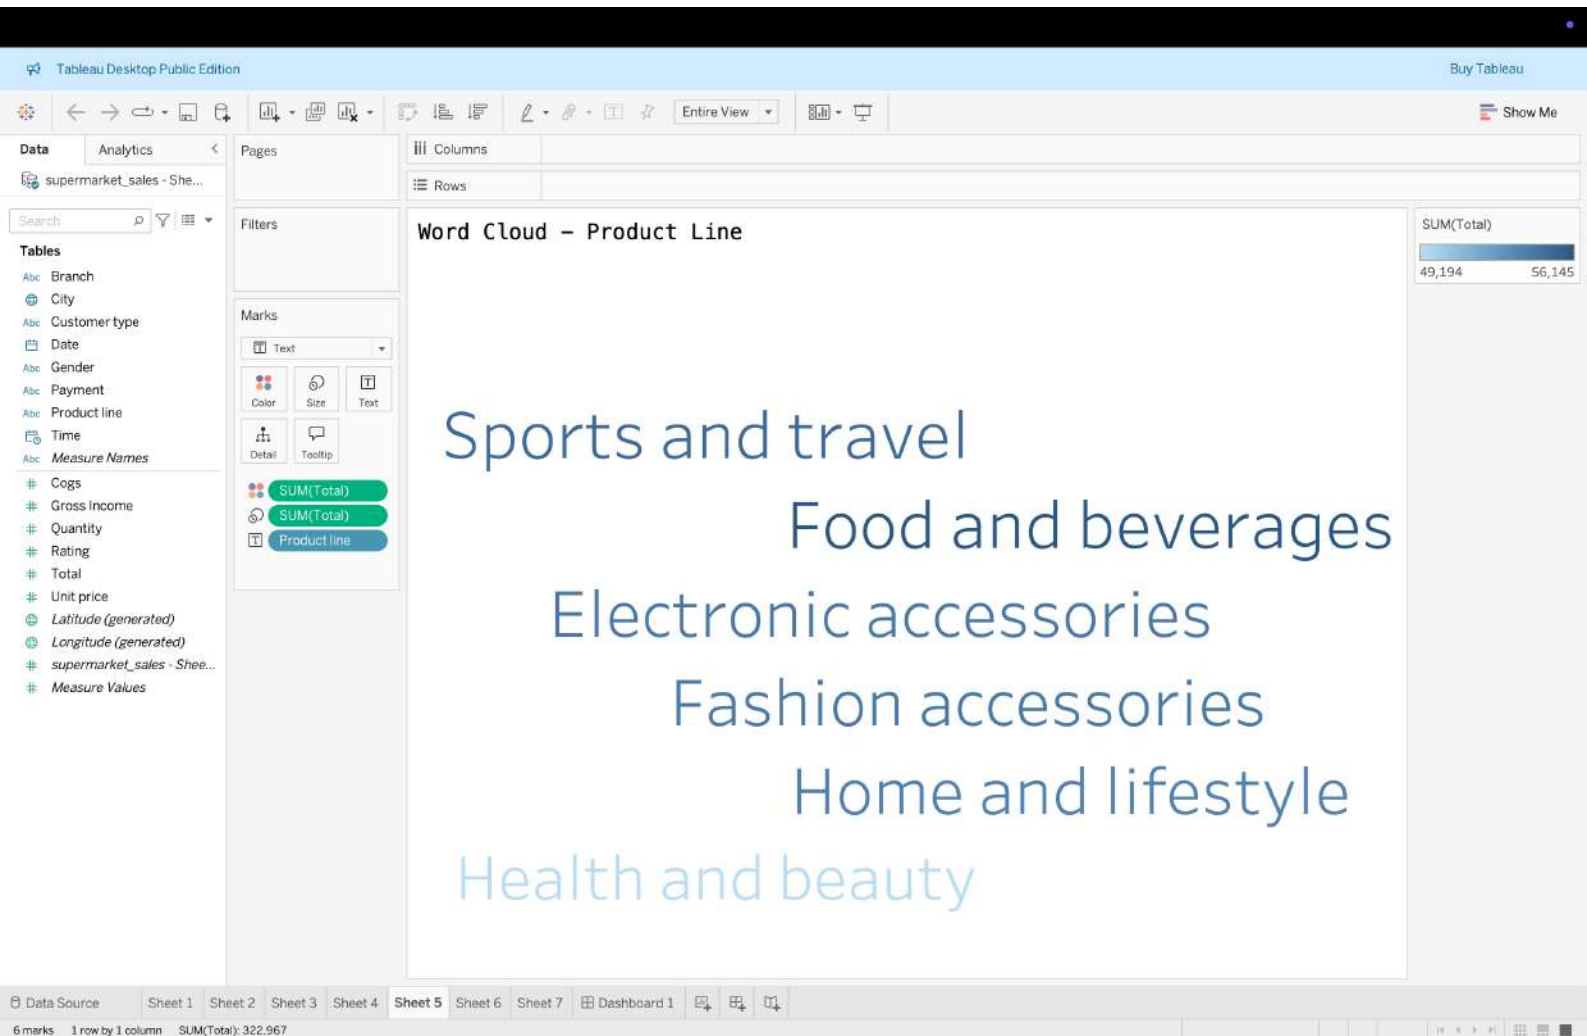 Tableau Desktop Public Edition
Buy Tableau
Entire View
Show Me
Data
Analytics
Pages
Columns
supermarket_sales - She...
Rows
Search
Filters
Word Cloud - Product Line
SUM(Total)
49,194
56,145
Tables
Abc Branch
City
Abc Customer type
Date
Abc Gender
Abc Payment
Abc Product line
Time
Abc Measure Names
Cogs
Gross Income
Quantity
Rating
Total
Unit price
Latitude (generated)
Longitude (generated)
supermarket_sales - Shee...
Measure Values
Marks
Text
Color
Size
Text
Detail
Tooltip
SUM(Total)
SUM(Total)
Product line
Sports and travel
Food and beverages
Electronic accessories
Fashion accessories
Home and lifestyle
Health and beauty
Data Source
Sheet 1
Sheet 2
Sheet 3
Sheet 4
Sheet 5
Sheet 6
Sheet 7
Dashboard 1
6 marks
1 row by 1 column
SUM(Total): 322,967